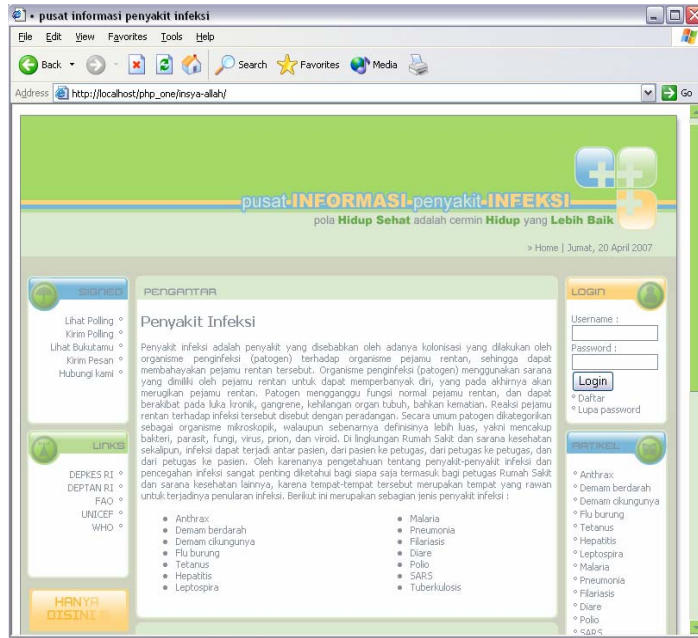 • pusat informasi penyakit infeksi
File Edit View Favorites Tools Help
Back Search Favorites Media
Address http://localhost/php_one/insya-allah/ Go
pusat INFORMASI penyakit INFEKSI
pola Hidup Sehat adalah cermin Hidup yang Lebih Baik
» Home | Jumat, 20 April 2007
SIGNED
Lihat Polling °
Kirim Polling °
Lihat Bukutamu °
Kirim Pesan °
Hubungi kami °
LINKS
DEPKES RI °
DEPTAN RI °
FAO °
UNICEF °
WHO °
HANYA
DISINI
PENGANTAR
Penyakit Infeksi
Penyakit infeksi adalah penyakit yang disebabkan oleh adanya kolonisasi yang dilakukan oleh
organisme penginfeksi (patogen) terhadap organisme pejamu rentan, sehingga dapat
membahayakan pejamu rentan tersebut. Organisme penginfeksi (patogen) menggunakan sarana
yang dimiliki oleh pejamu rentan untuk dapat memperbanyak diri, yang pada akhirnya akan
merugikan pejamu rentan. Patogen mengganggu fungsi normal pejamu rentan, dan dapat
berakibat pada luka kronik, gangrene, kehilangan organ tubuh, bahkan kematian. Reaksi pejamu
rentan terhadap infeksi tersebut disebut dengan peradangan. Secara umum patogen dikategorikan
sebagai organisme mikroskopik, walaupun sebenarnya definisinya lebih luas, yakni mencakup
bakteri, parasit, fungi, virus, prion, dan viroid. Di lingkungan Rumah Sakit dan sarana kesehatan
sekalipun, infeksi dapat terjadi antar pasien, dari pasien ke petugas, dari petugas ke petugas, dan
dari petugas ke pasien. Oleh karenanya pengetahuan tentang penyakit-penyakit infeksi dan
pencegahan infeksi sangat penting diketahui bagi siapa saja termasuk bagi petugas Rumah Sakit
dan sarana kesehatan lainnya, karena tempat-tempat tersebut merupakan tempat yang rawan
untuk terjadinya penularan infeksi. Berikut ini merupakan sebagian jenis penyakit infeksi :
• Anthrax
• Demam berdarah
• Demam cikungunya
• Flu burung
• Tetanus
• Hepatitis
• Leptospira
• Malaria
• Pneumonia
• Filariasis
• Diare
• Polio
• SARS
• Tuberkulosis
LOGIN
Username :
Password :
Login
° Daftar
° Lupa password
ARTIKEL
° Anthrax
° Demam berdarah
° Demam cikungunya
° Flu burung
° Tetanus
° Hepatitis
° Leptospira
° Malaria
° Pneumonia
° Filariasis
° Diare
° Polio
° SARS